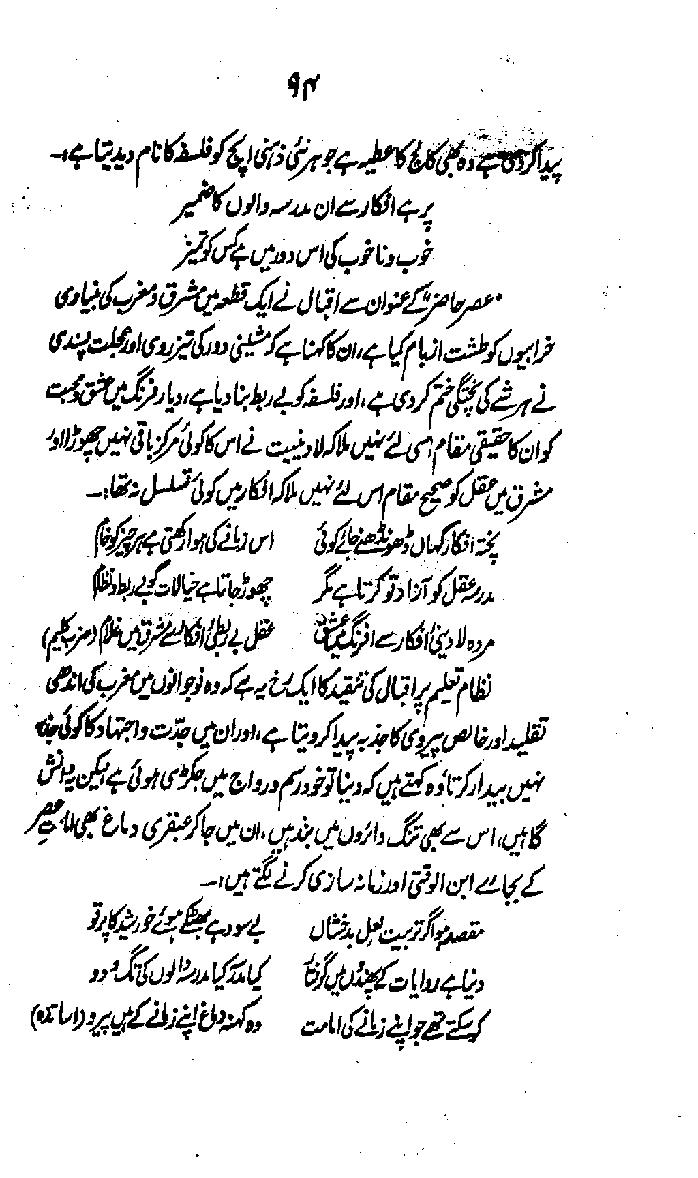 ۹۴
پیدا کردی ہے وہ بھی کالج کا عطیہ ہے جو ہر نئی ذہنی اپچ کو فلسفہ کا نام دیدیتا ہے:۔
پر ہے افکار سے ان مدرسہ والوں کا ضمیر
خوب و ناخوب کی اس دور میں ہے کس کو تمیز
"عصر حاضر" کے عنوان سے اقبال نے ایک قطعہ میں مشرق و مغرب کی بنیادی
خرابیوں کو طشت از بام کیا ہے، ان کا کہنا ہے کہ مشینی دور کی تیز روی اور عجلت پسندی
نے ہر شے کی پختگی ختم کر دی ہے، اور فلسفہ کو بے ربط بنا دیا ہے، دیار فرنگ میں عشق و محبت
کو ان کا حقیقی مقام اسی لئے نہیں ملا کہ لادینیت نے اس کا کوئی مرکز باقی نہیں چھوڑا اور
مشرق میں عقل کو صحیح مقام اس لئے نہیں ملا کہ افکار میں کوئی تسلسل نہ تھا:۔
پختہ افکار کہاں ڈھونڈھنے جائے کوئی اس زمانے کی ہوا رکھتی ہے ہر چیز کو خام
مدرسہ عقل کو آزاد تو کرتا ہے مگر چھوڑ جاتا ہے خیالات کو بے ربط و نظام
مردہ لادینیٔ افکار سے افرنگ میں عشق عقل بے ربطیٔ افکار سے مشرق میں غلام (ضرب کلیم)
نظام تعلیم پر اقبال کی تنقید کا ایک رخ یہ ہے کہ وہ نوجوانوں میں مغرب کی اندھی
تقلید اور خالص پیروی کا جذبہ پیدا کر دیتا ہے، اور ان میں جدّت و اجتہاد کا کوئی جذبہ
نہیں بیدار کرتا وہ کہتے ہیں کہ دنیا تو خود رسم و رواج میں جکڑی ہوئی ہے لیکن یہ دانش
گاہیں، اس سے بھی تنگ دائروں میں بند ہیں، ان میں جا کر عبقری دماغ بھی امامتِ عصر
کے بجائے ابن الوقتی اور زمانہ سازی کرنے لگتے ہیں:۔
مقصد ہو اگر تربیت لعل بدخشاں بے سود ہے بھٹکے ہوئے خورشید کا پرتو
دنیا ہے روایات کے پھندوں میں گرفتار کیا مدرسہ کیا مدرسہ والوں کی تگ و دو
کر سکتے تھے جو اپنے زمانے کی امامت وہ کہنہ دماغ اپنے زمانے کے ہیں پیرو (اساتذہ)